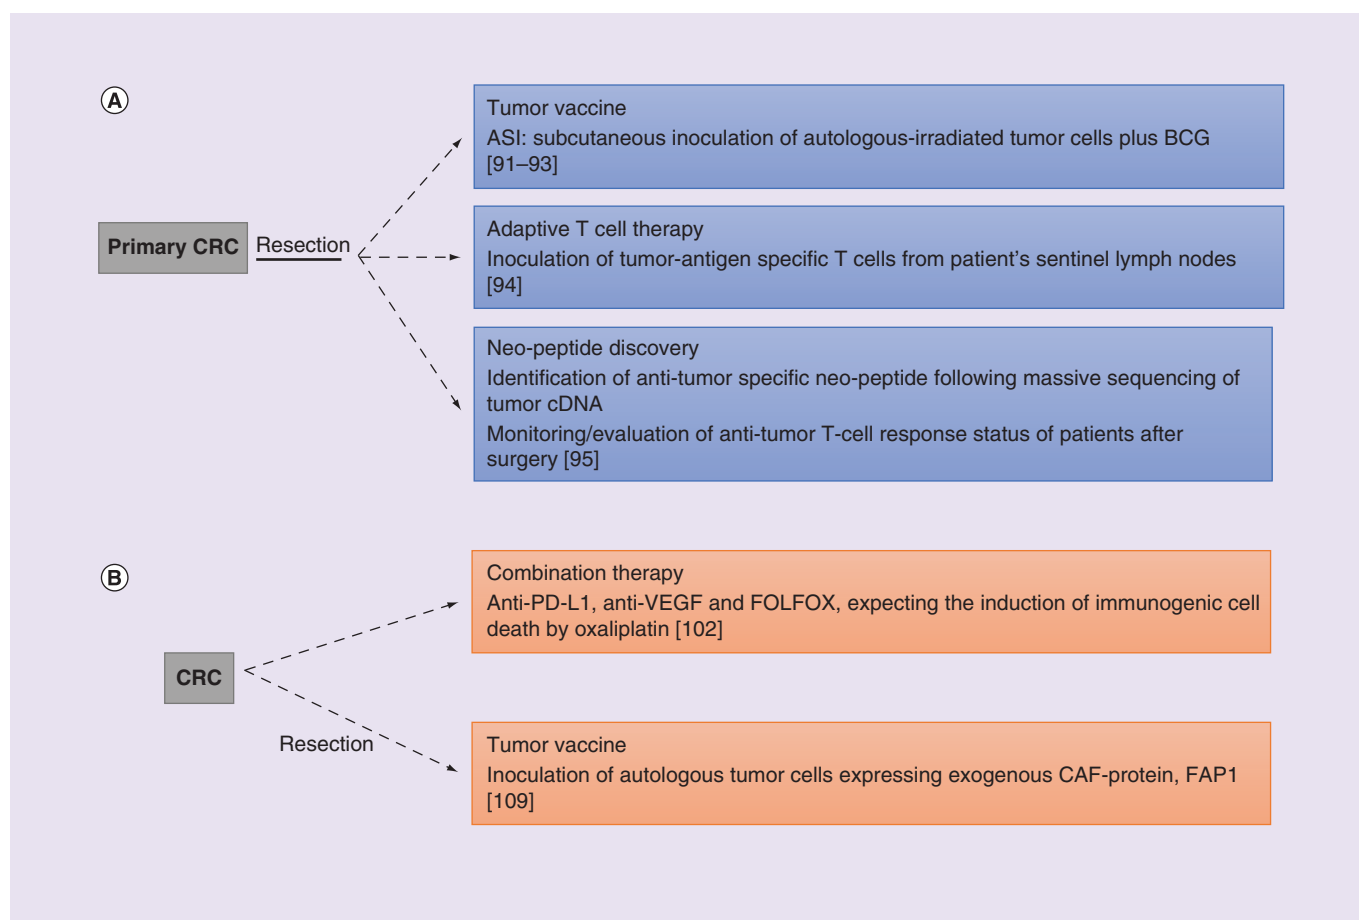 A
Tumor vaccine
ASI: subcutaneous inoculation of autologous-irradiated tumor cells plus BCG
[91–93]
Primary CRC
Resection
Adaptive T cell therapy
Inoculation of tumor-antigen specific T cells from patient's sentinel lymph nodes
[94]
Neo-peptide discovery
Identification of anti-tumor specific neo-peptide following massive sequencing of
tumor cDNA
Monitoring/evaluation of anti-tumor T-cell response status of patients after
surgery [95]
B
Combination therapy
Anti-PD-L1, anti-VEGF and FOLFOX, expecting the induction of immunogenic cell
death by oxaliplatin [102]
CRC
Resection
Tumor vaccine
Inoculation of autologous tumor cells expressing exogenous CAF-protein, FAP1
[109]